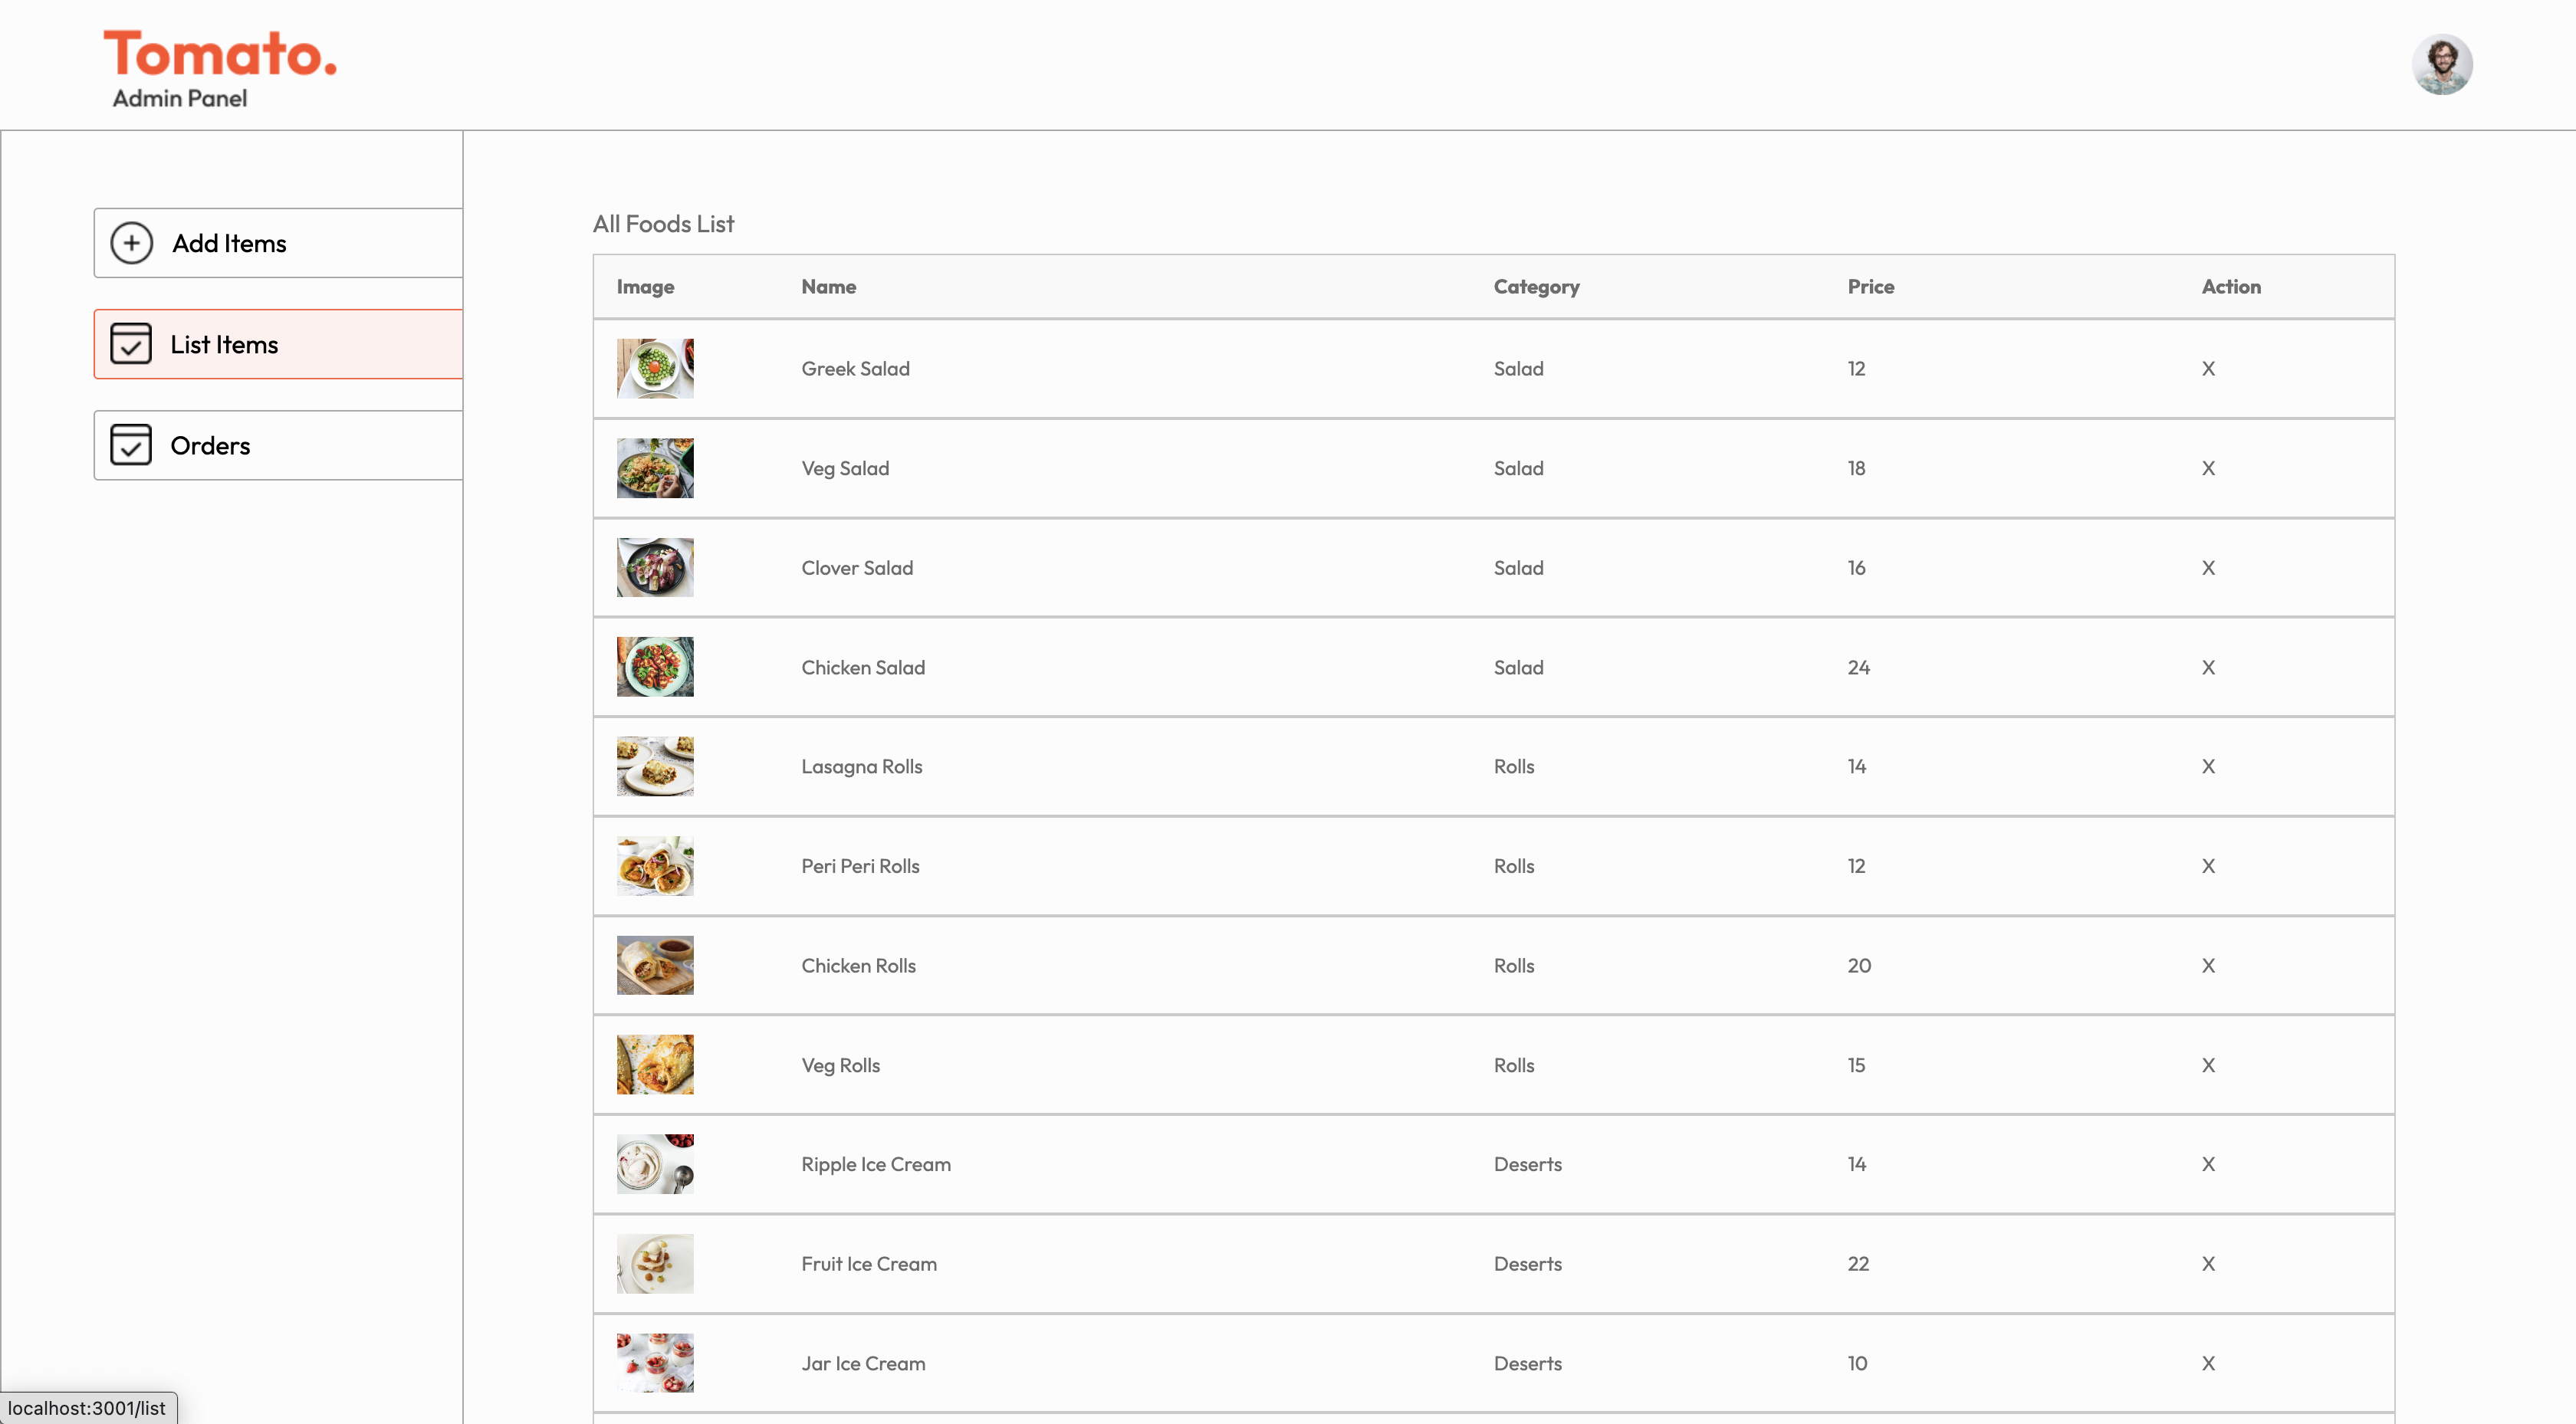 Tomato.
Admin Panel
Add Items
List Items
Orders
All Foods List
Image Name Category Price Action
Greek Salad Salad 12 X
Veg Salad Salad 18 X
Clover Salad Salad 16 X
Chicken Salad Salad 24 X
Lasagna Rolls Rolls 14 X
Peri Peri Rolls Rolls 12 X
Chicken Rolls Rolls 20 X
Veg Rolls Rolls 15 X
Ripple Ice Cream Deserts 14 X
Fruit Ice Cream Deserts 22 X
Jar Ice Cream Deserts 10 X
localhost:3001/list